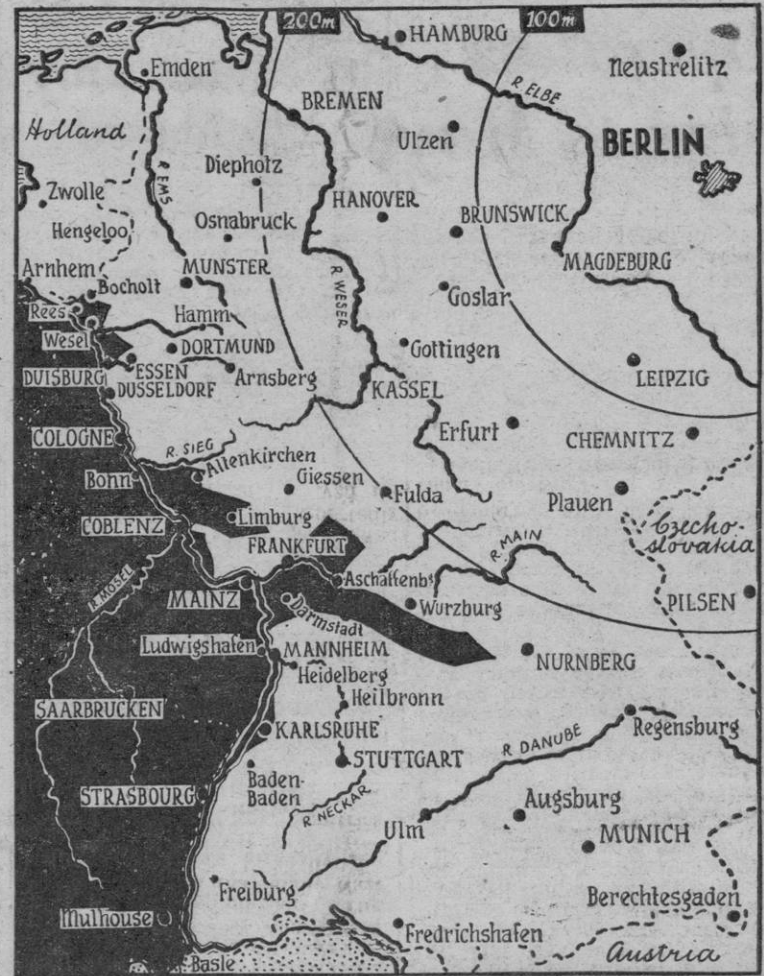 200m
100m
HAMBURG
Neustrelitz
Emden
R. ELBE
BREMEN
Holland
Ulzen
BERLIN
Diepholz
R. EMS
Zwolle
HANOVER
Osnabruck
BRUNSWICK
Hengeloo
MAGDEBURG
Arnhem
MUNSTER
R. WESER
Bocholt
Goslar
Rees
Hamm
Wesel
DORTMUND
Gottingen
ESSEN
LEIPZIG
DUISBURG
Arnsberg
DUSSELDORF
KASSEL
Erfurt
COLOGNE
CHEMNITZ
R. SIEG
Altenkirchen
Bonn
Giessen
Fulda
Plauen
Limburg
COBLENZ
Czecho-
slovakia
FRANKFURT
R. MAIN
Aschaffenbg
R. MOSEL
MAINZ
PILSEN
Darmstadt
Wurzburg
Ludwigshafen
MANNHEIM
NURNBERG
Heidelberg
SAARBRUCKEN
Heilbronn
Regensburg
KARLSRUHE
R. DANUBE
STUTTGART
Baden-
Baden
STRASBOURG
R. NECKAR
Augsburg
Ulm
MUNICH
Freiburg
Berechtesgaden
Mulhouse
Fredrichshafen
Austria
Basle